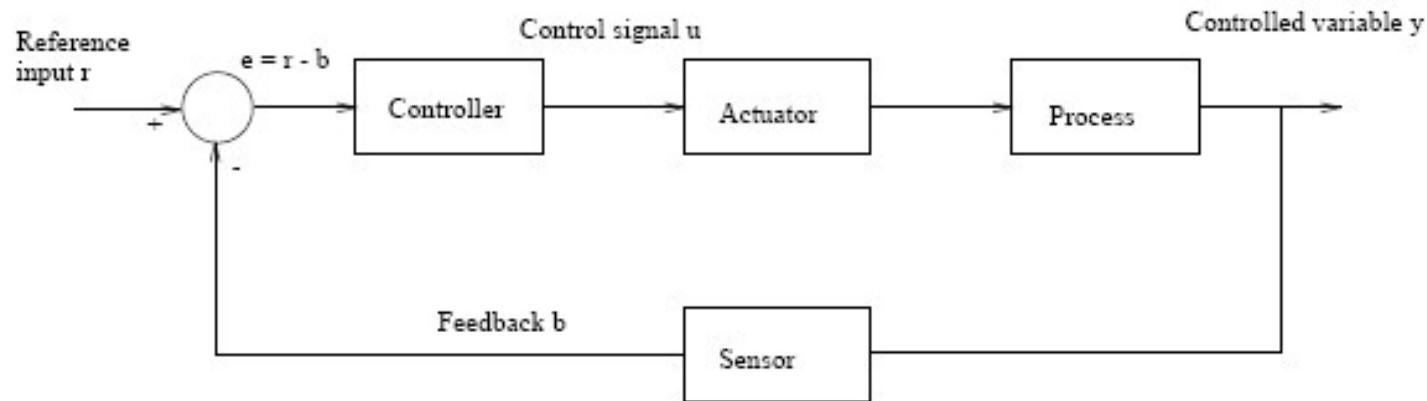 Reference
input r
e = r - b
Control signal u
Controlled variable y
+
-
Controller
Actuator
Process
Feedback b
Sensor